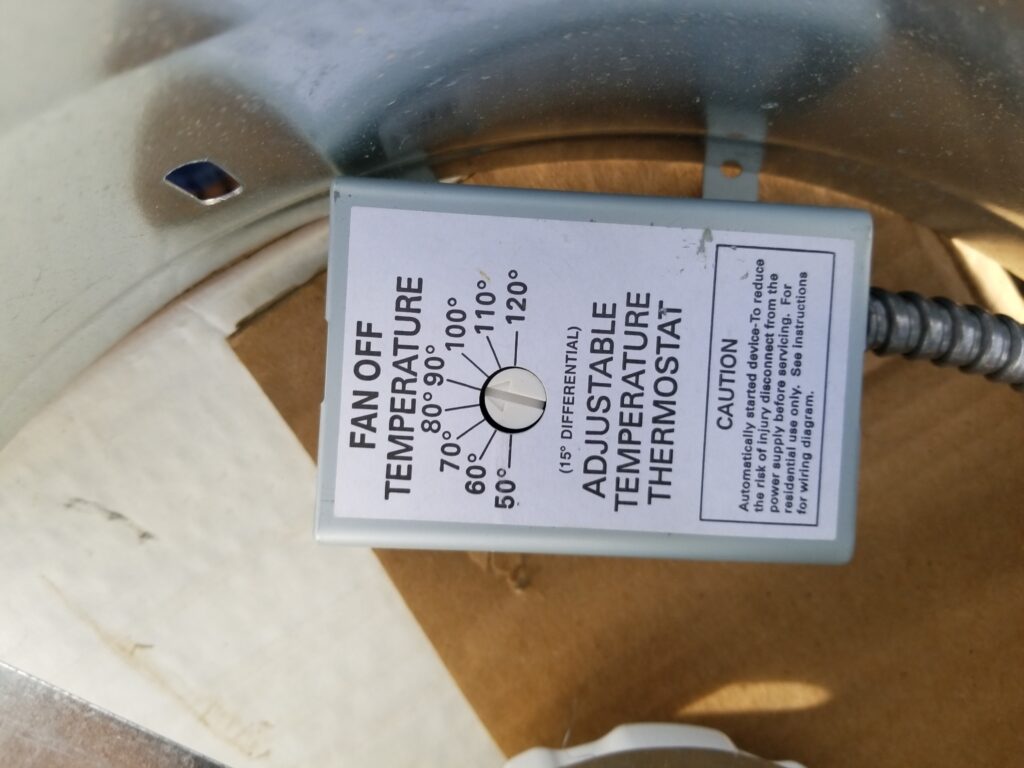 FAN OFF
TEMPERATURE
50° 60° 70° 80° 90° 100° 110° 120°
(15° DIFFERENTIAL)
ADJUSTABLE
TEMPERATURE
THERMOSTAT
CAUTION
Automatically started device-To reduce
the risk of injury disconnect from the
power supply before servicing. For
residential use only. See instructions
for wiring diagram.